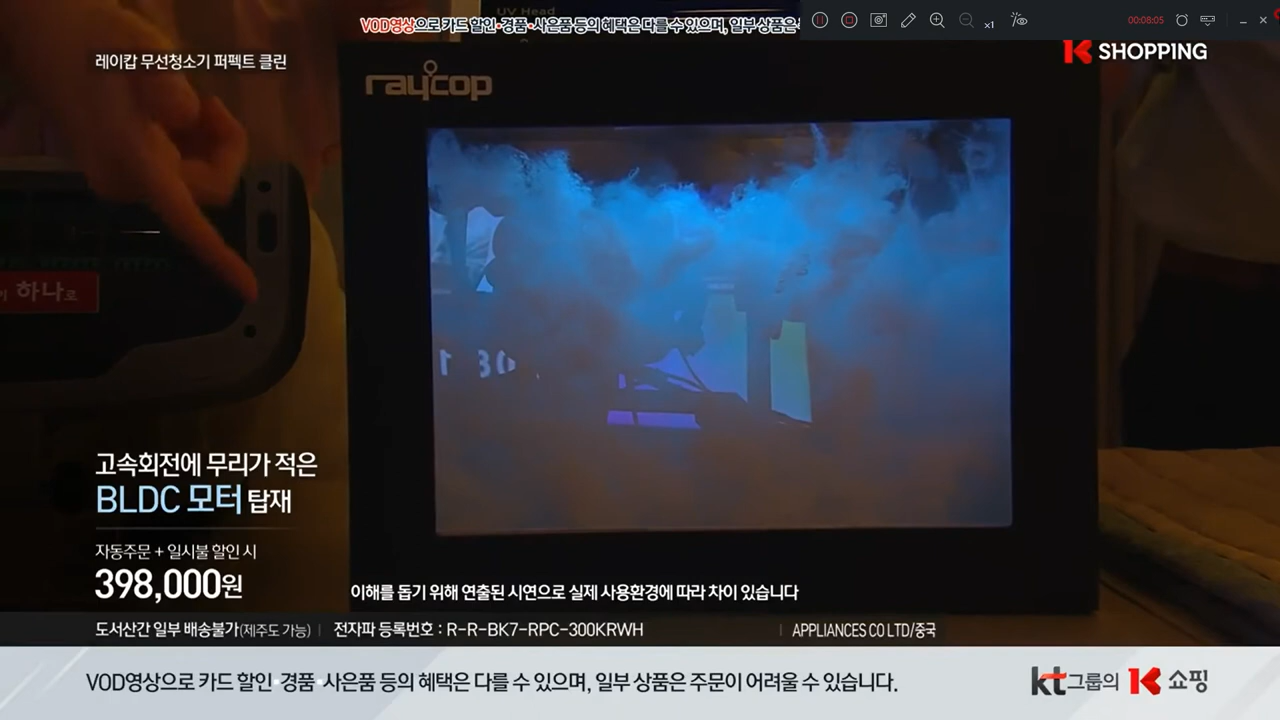 UV Head
VOD영상으로 카드 할인·경품·사은품 등의 혜택은 다를 수 있으며, 일부 상품은
x1
00:08:05
레이캅 무선청소기 퍼펙트 클린
K SHOPPING
raycop
하나로
고속회전에 무리가 적은
BLDC 모터 탑재
자동주문 + 일시불 할인 시
398,000원
이해를 돕기 위해 연출된 시연으로 실제 사용환경에 따라 차이 있습니다
도서산간 일부 배송불가(제주도 가능) | 전자파 등록번호 : R-R-BK7-RPC-300KRWH | APPLIANCES CO LTD/중국
VOD영상으로 카드 할인·경품·사은품 등의 혜택은 다를 수 있으며, 일부 상품은 주문이 어려울 수 있습니다.
kt그룹의 K 쇼핑